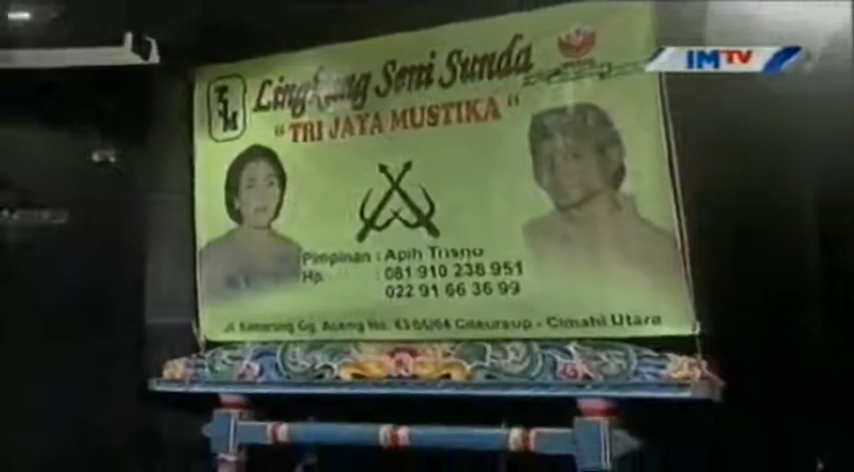 IMTV
TJM
Lingkung Seni Sunda
"TRI JAYA MUSTIKA"
Pimpinan : Apih Trisno
Hp. : 081 910 238 951
022 91 66 36 99
Citeureup - Cimahi Utara